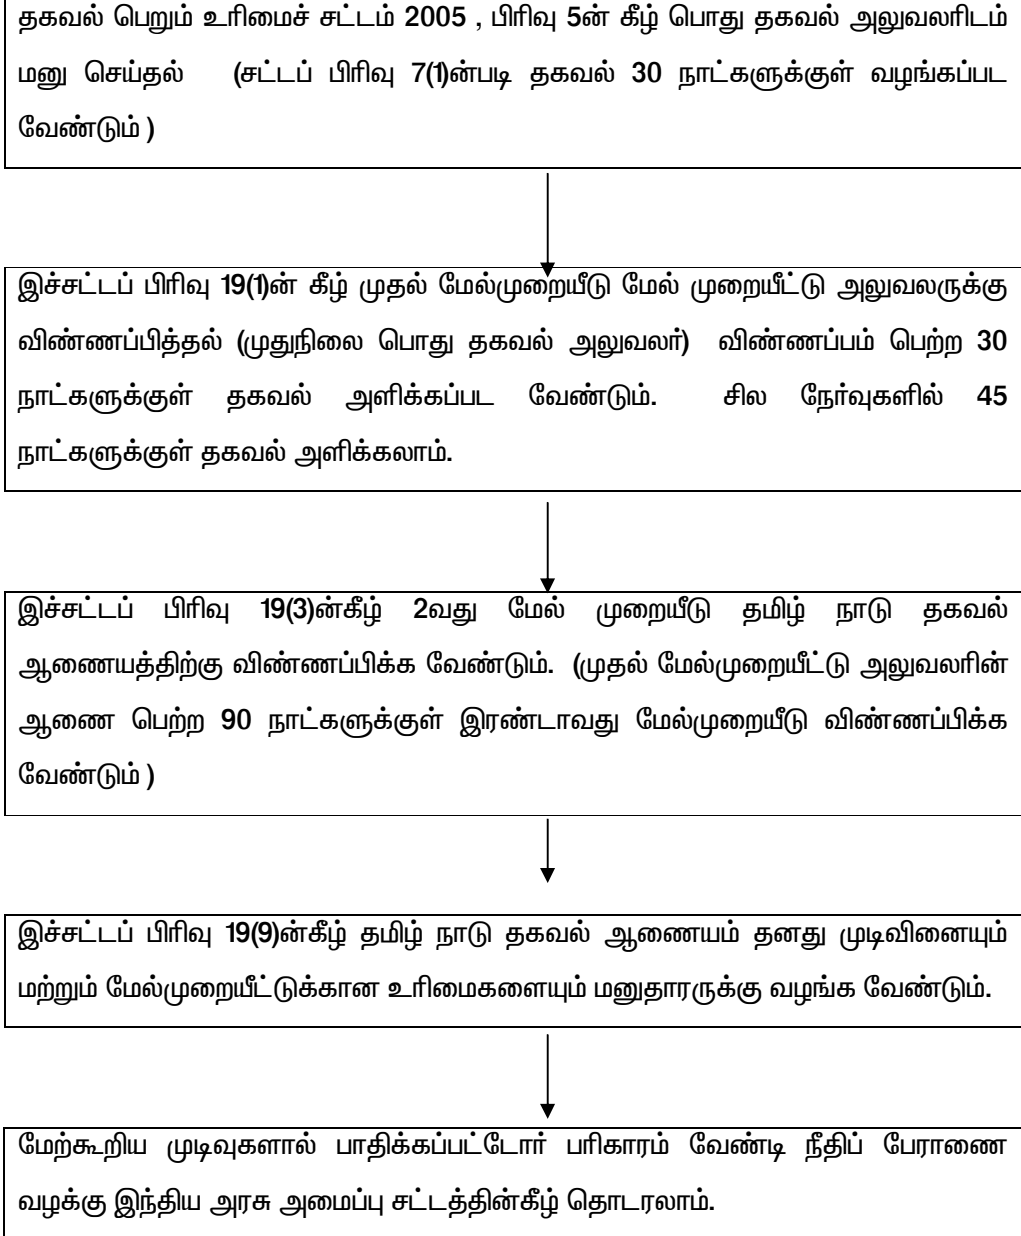 தகவல் பெறும் உரிமைச் சட்டம் 2005 , பிரிவு 5ன் கீழ் பொது தகவல் அலுவலரிடம்
மனு செய்தல் (சட்டப் பிரிவு 7(1)ன்படி தகவல் 30 நாட்களுக்குள் வழங்கப்பட
வேண்டும் )
இச்சட்டப் பிரிவு 19(1)ன் கீழ் முதல் மேல்முறையீடு மேல் முறையீட்டு அலுவலருக்கு
விண்ணப்பித்தல் (முதுநிலை பொது தகவல் அலுவலர்) விண்ணப்பம் பெற்ற 30
நாட்களுக்குள் தகவல் அளிக்கப்பட வேண்டும். சில நேர்வுகளில் 45
நாட்களுக்குள் தகவல் அளிக்கலாம்.
இச்சட்டப் பிரிவு 19(3)ன்கீழ் 2வது மேல் முறையீடு தமிழ் நாடு தகவல்
ஆணையத்திற்கு விண்ணப்பிக்க வேண்டும். (முதல் மேல்முறையீட்டு அலுவலரின்
ஆணை பெற்ற 90 நாட்களுக்குள் இரண்டாவது மேல்முறையீடு விண்ணப்பிக்க
வேண்டும் )
இச்சட்டப் பிரிவு 19(9)ன்கீழ் தமிழ் நாடு தகவல் ஆணையம் தனது முடிவினையும்
மற்றும் மேல்முறையீட்டுக்கான உரிமைகளையும் மனுதாரருக்கு வழங்க வேண்டும்.
மேற்கூறிய முடிவுகளால் பாதிக்கப்பட்டோர் பரிகாரம் வேண்டி நீதிப் பேராணை
வழக்கு இந்திய அரசு அமைப்பு சட்டத்தின்கீழ் தொடரலாம்.